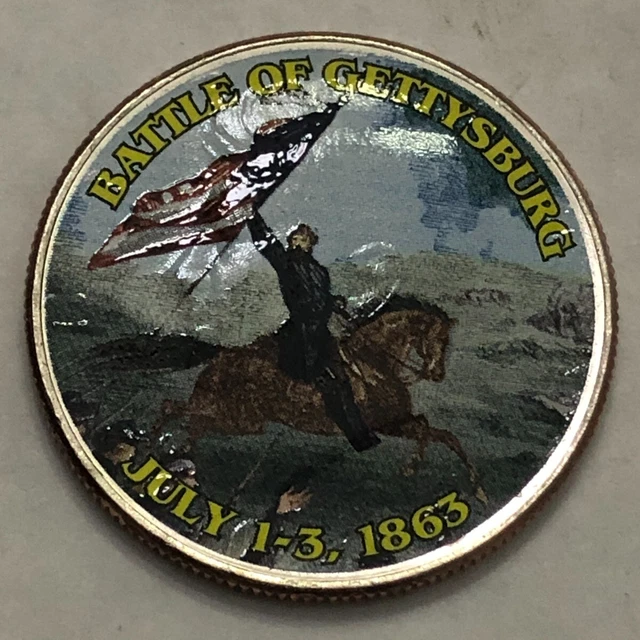 BATTLE OF GETTYSBURG
JULY 1-3, 1863